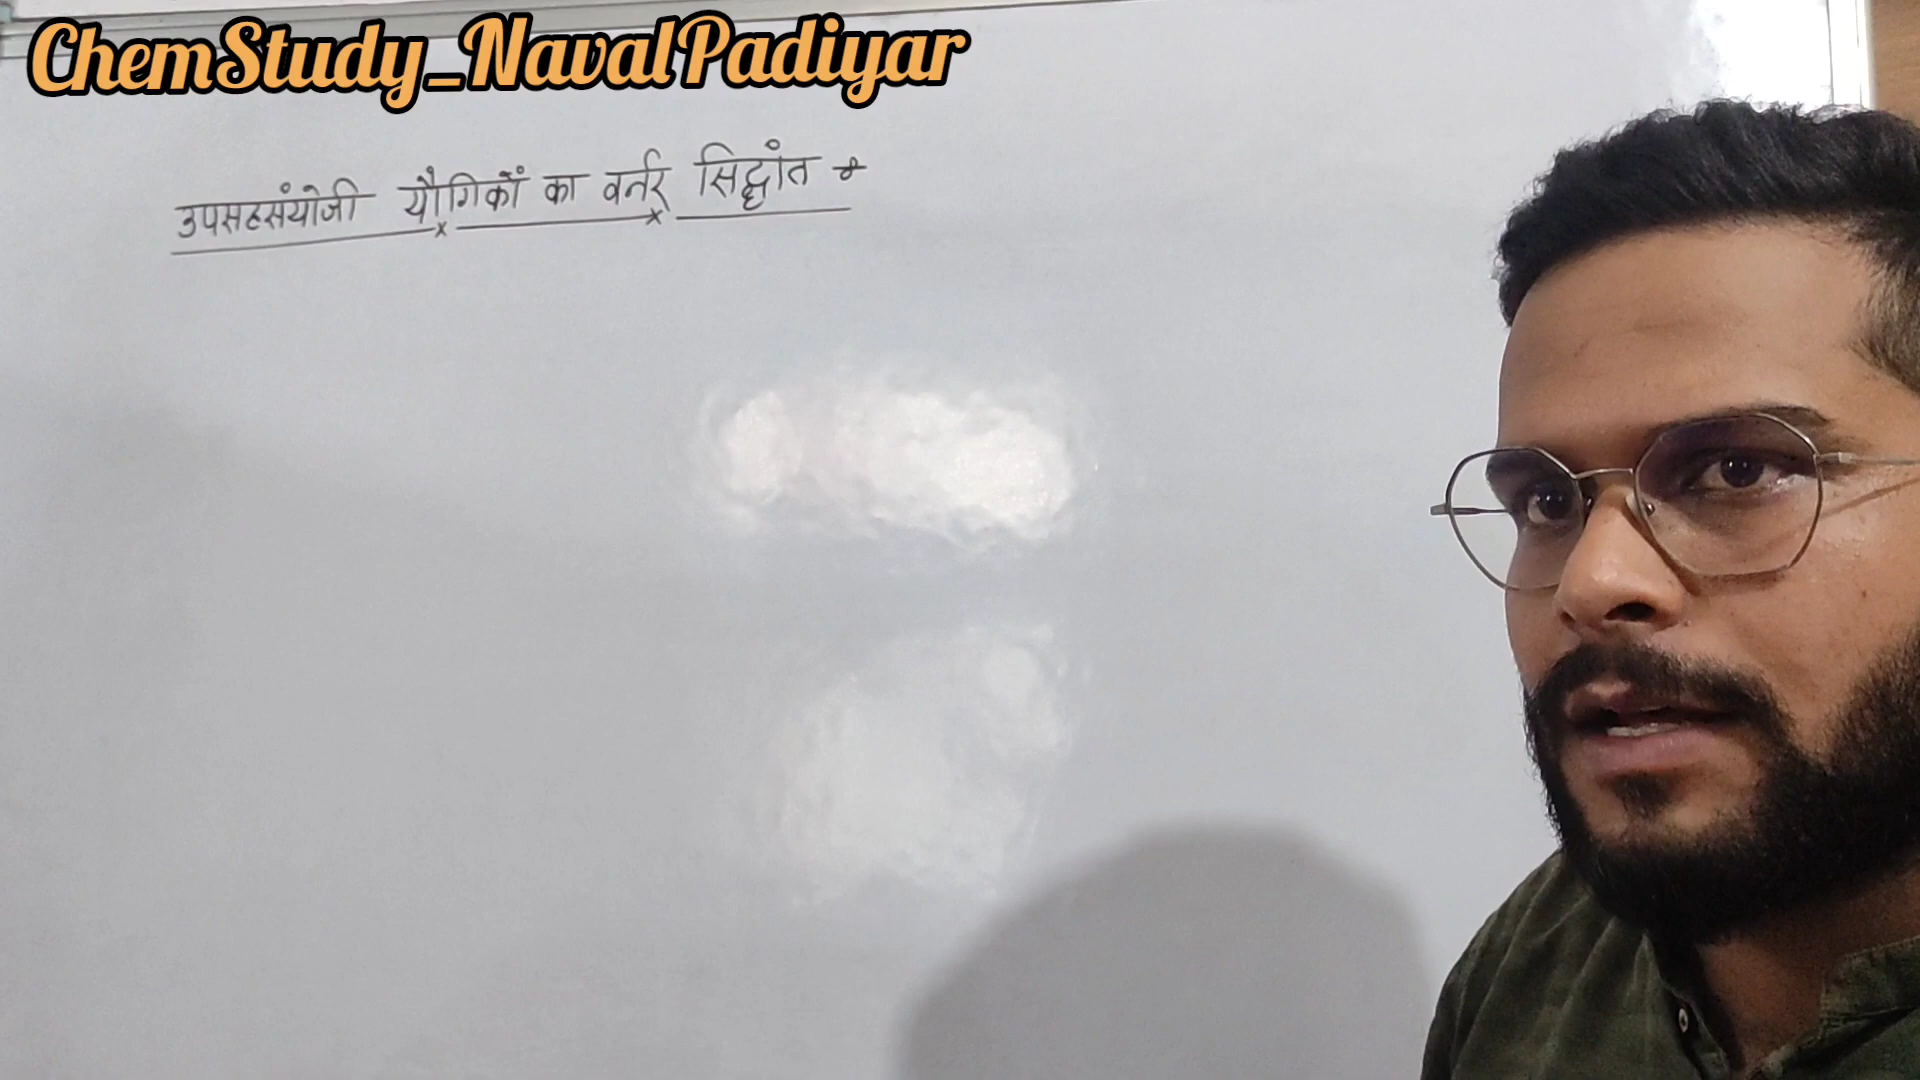 ChemStudy_NavalPadiyar
उपसहसंयोजी यौगिकों का वर्नर सिद्धांत